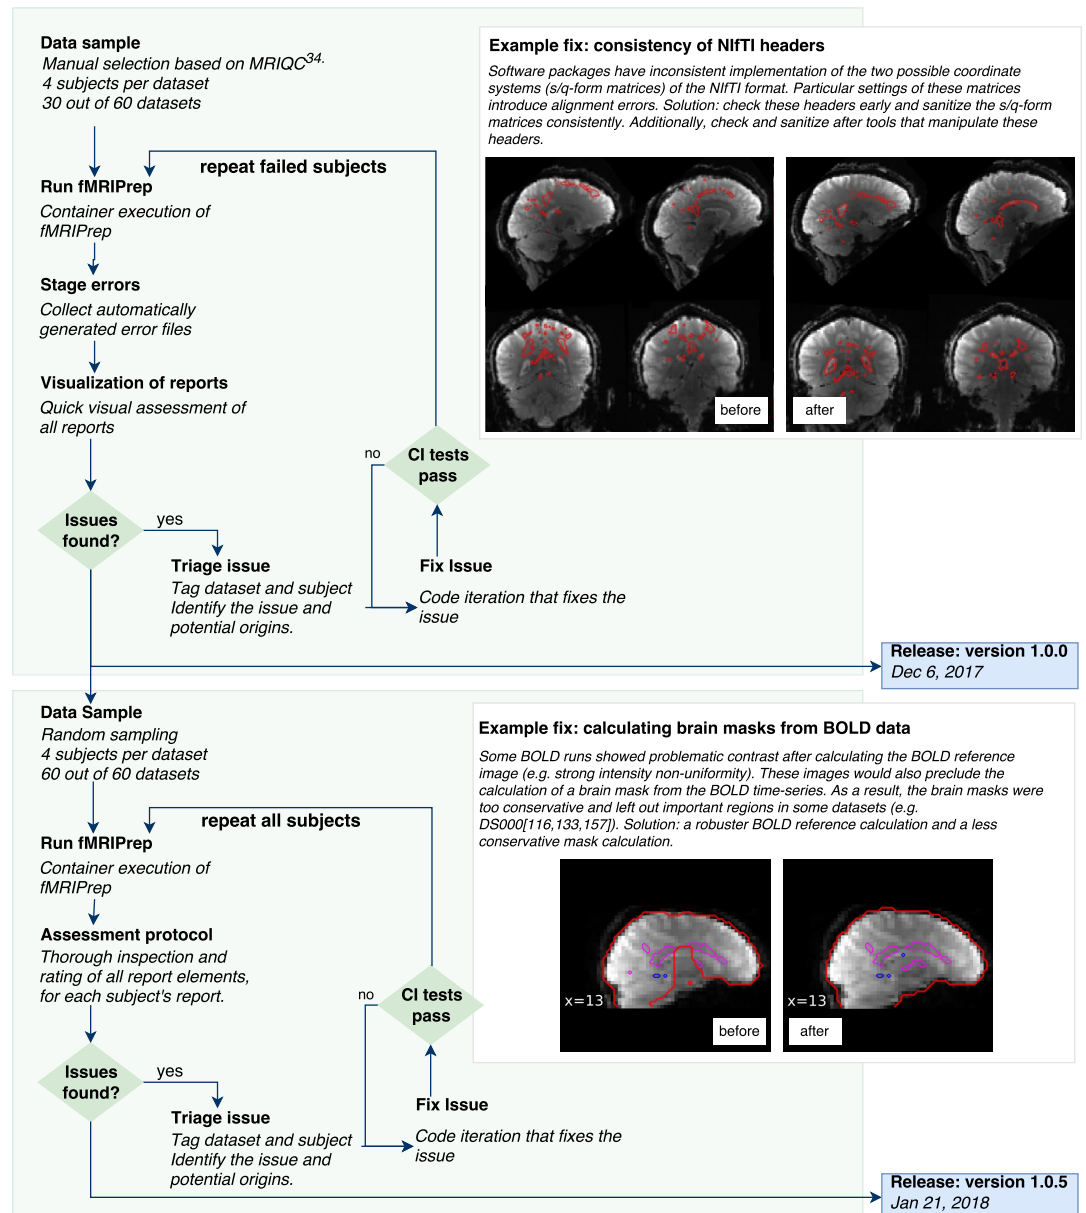 Data sample
Manual selection based on MRIQC34.
4 subjects per dataset
30 out of 60 datasets
repeat failed subjects
Run fMRIPrep
Container execution of
fMRIPrep
Stage errors
Collect automatically
generated error files
Visualization of reports
Quick visual assessment of
all reports
Issues
found?
yes
Triage issue
Tag dataset and subject
Identify the issue and
potential origins.
no
CI tests
pass
Fix Issue
Code iteration that fixes the
issue
Example fix: consistency of NIfTI headers
Software packages have inconsistent implementation of the two possible coordinate
systems (s/q-form matrices) of the NIfTI format. Particular settings of these matrices
introduce alignment errors. Solution: check these headers early and sanitize the s/q-form
matrices consistently. Additionally, check and sanitize after tools that manipulate these
headers.
before
after
Release: version 1.0.0
Dec 6, 2017
Data Sample
Random sampling
4 subjects per dataset
60 out of 60 datasets
repeat all subjects
Run fMRIPrep
Container execution of
fMRIPrep
Assessment protocol
Thorough inspection and
rating of all report elements,
for each subject's report.
Issues
found?
yes
Triage issue
Tag dataset and subject
Identify the issue and
potential origins.
no
CI tests
pass
Fix Issue
Code iteration that fixes the
issue
Example fix: calculating brain masks from BOLD data
Some BOLD runs showed problematic contrast after calculating the BOLD reference
image (e.g. strong intensity non-uniformity). These images would also preclude the
calculation of a brain mask from the BOLD time-series. As a result, the brain masks were
too conservative and left out important regions in some datasets (e.g.
DS000[116,133,157]). Solution: a robuster BOLD reference calculation and a less
conservative mask calculation.
x=13
before
x=13
after
Release: version 1.0.5
Jan 21, 2018